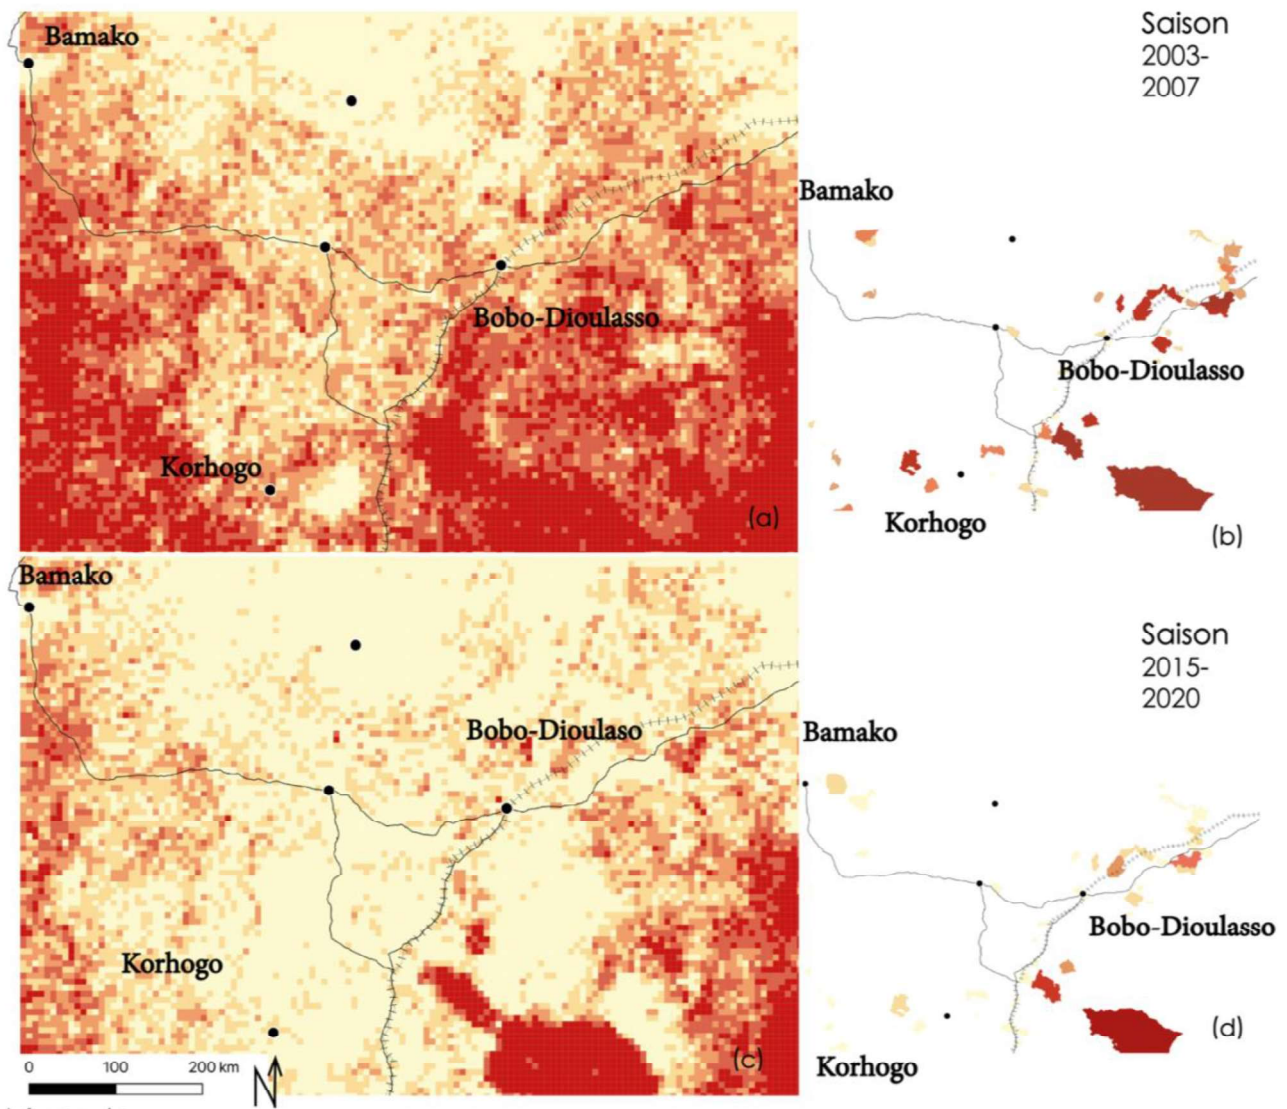 Bamako
Bobo-Dioulasso
Korhogo
(a)
Saison
2003-
2007
Bamako
Bobo-Dioulasso
Korhogo
(b)
Bamako
Bobo-Dioulaso
Korhogo
(c)
0 100 200 km
N
Saison
2015-
2020
Bamako
Bobo-Dioulasso
Korhogo
(d)